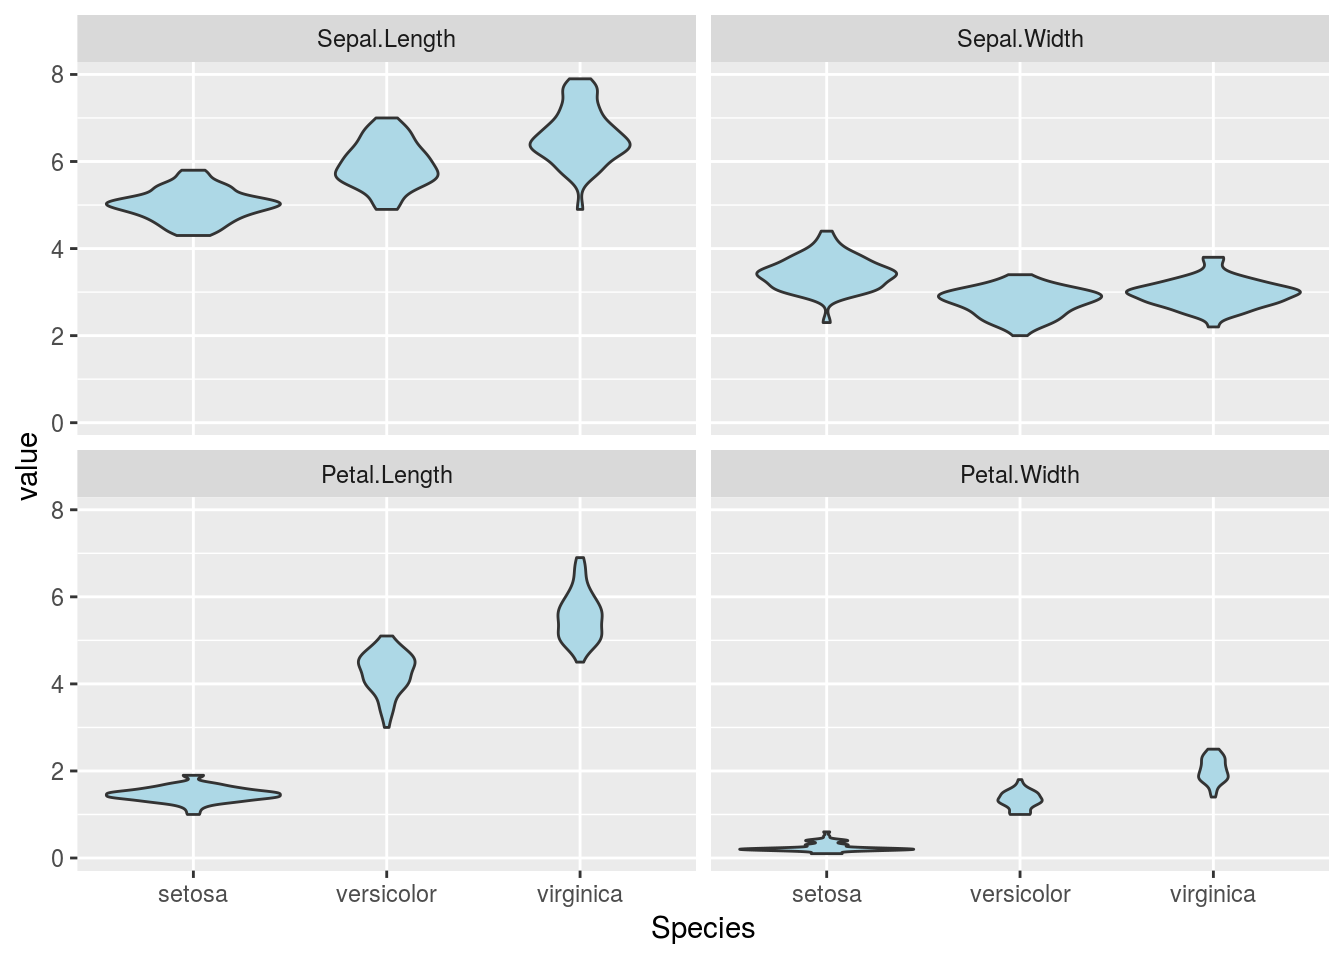 Sepal.Length
Sepal.Width
8
6
4
2
0
value
Petal.Length
Petal.Width
8
6
4
2
0
setosa versicolor virginica
setosa versicolor virginica
Species